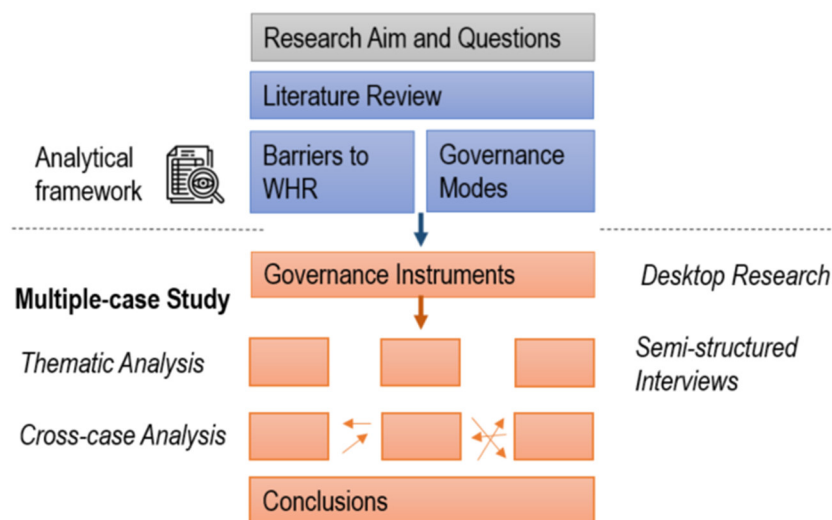 Research Aim and Questions
Literature Review
Analytical
framework
Barriers to
WHR
Governance
Modes
Governance Instruments
Desktop Research
Multiple-case Study
Thematic Analysis
Semi-structured
Interviews
Cross-case Analysis
Conclusions